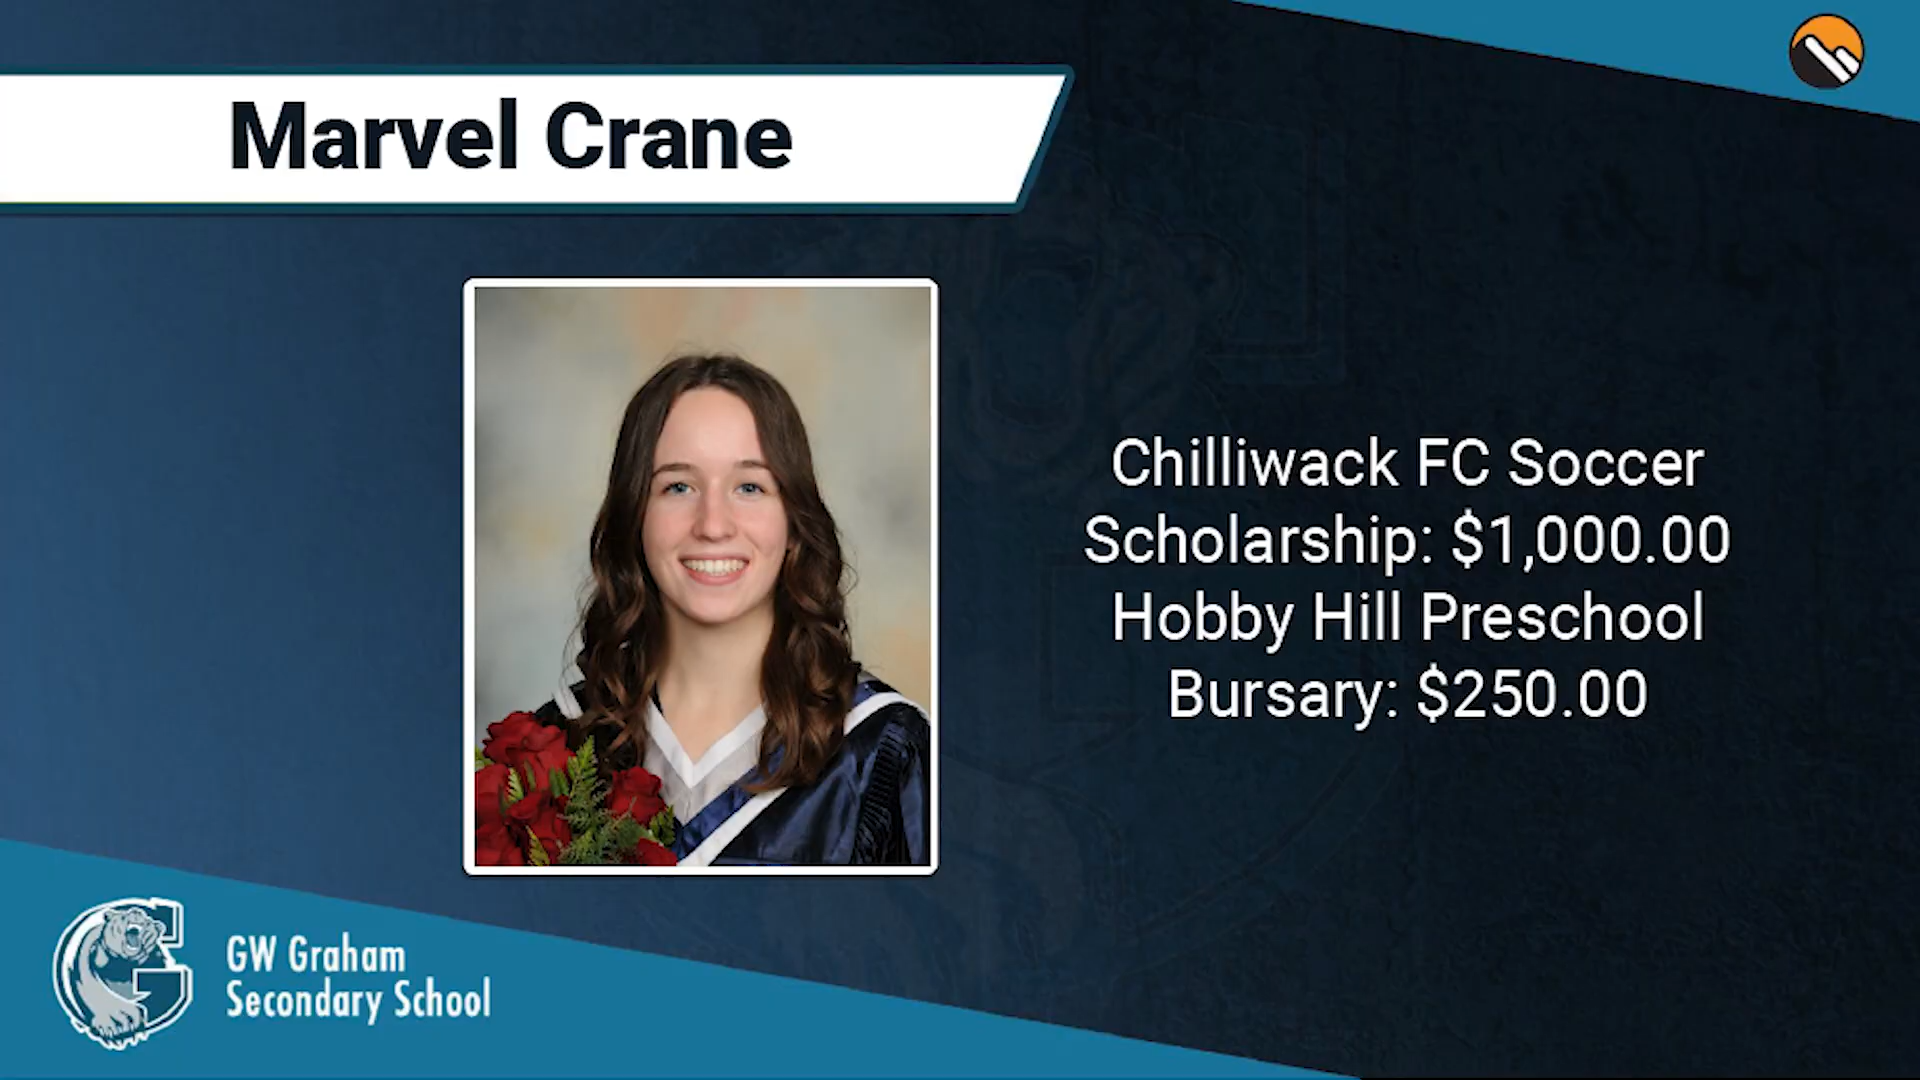 Marvel Crane
Chilliwack FC Soccer
Scholarship: $1,000.00
Hobby Hill Preschool
Bursary: $250.00
GW Graham
Secondary School